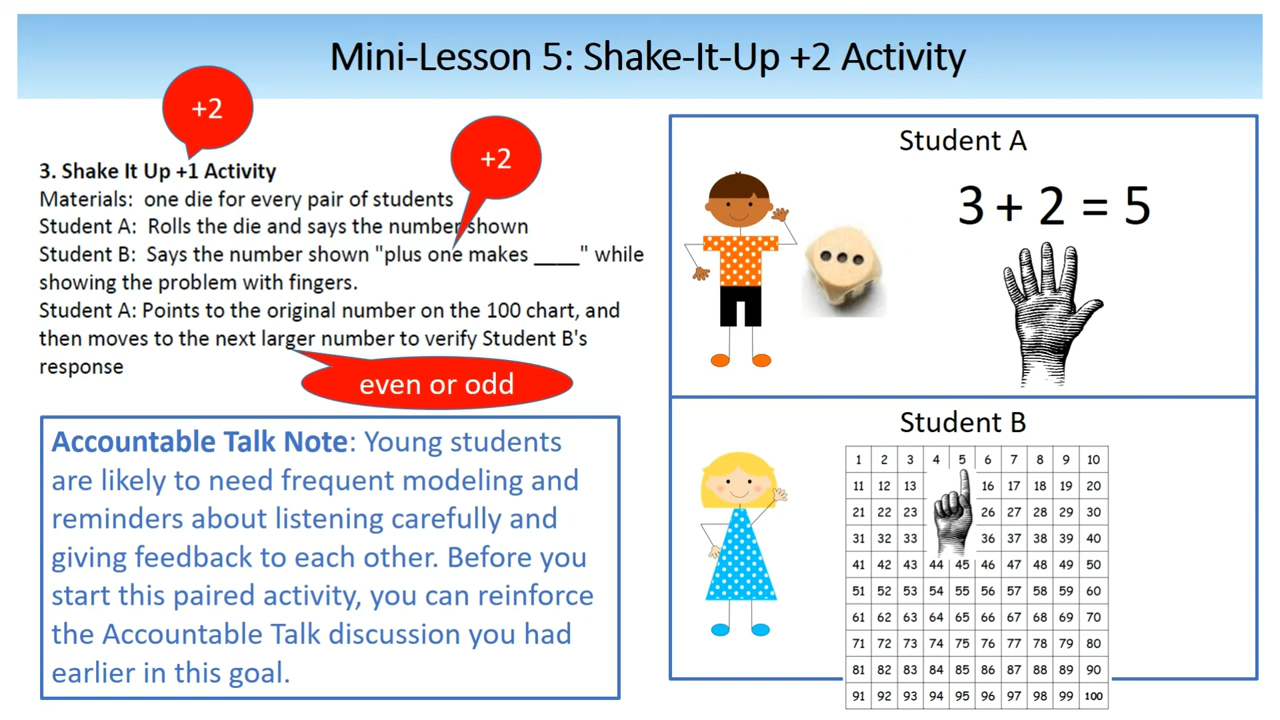 Mini-Lesson 5: Shake-It-Up +2 Activity
+2
+2
3. Shake It Up +1 Activity
Materials:  one die for every pair of students
Student A:  Rolls the die and says the number shown
Student B:  Says the number shown "plus one makes ____" while
showing the problem with fingers.
Student A: Points to the original number on the 100 chart, and
then moves to the next larger number to verify Student B's
response
even or odd
Accountable Talk Note: Young students
are likely to need frequent modeling and
reminders about listening carefully and
giving feedback to each other. Before you
start this paired activity, you can reinforce
the Accountable Talk discussion you had
earlier in this goal.
Student A
3 + 2 = 5
Student B
1 2 3 4 5 6 7 8 9 10
11 12 13 16 17 18 19 20
21 22 23 26 27 28 29 30
31 32 33 36 37 38 39 40
41 42 43 44 45 46 47 48 49 50
51 52 53 54 55 56 57 58 59 60
61 62 63 64 65 66 67 68 69 70
71 72 73 74 75 76 77 78 79 80
81 82 83 84 85 86 87 88 89 90
91 92 93 94 95 96 97 98 99 100